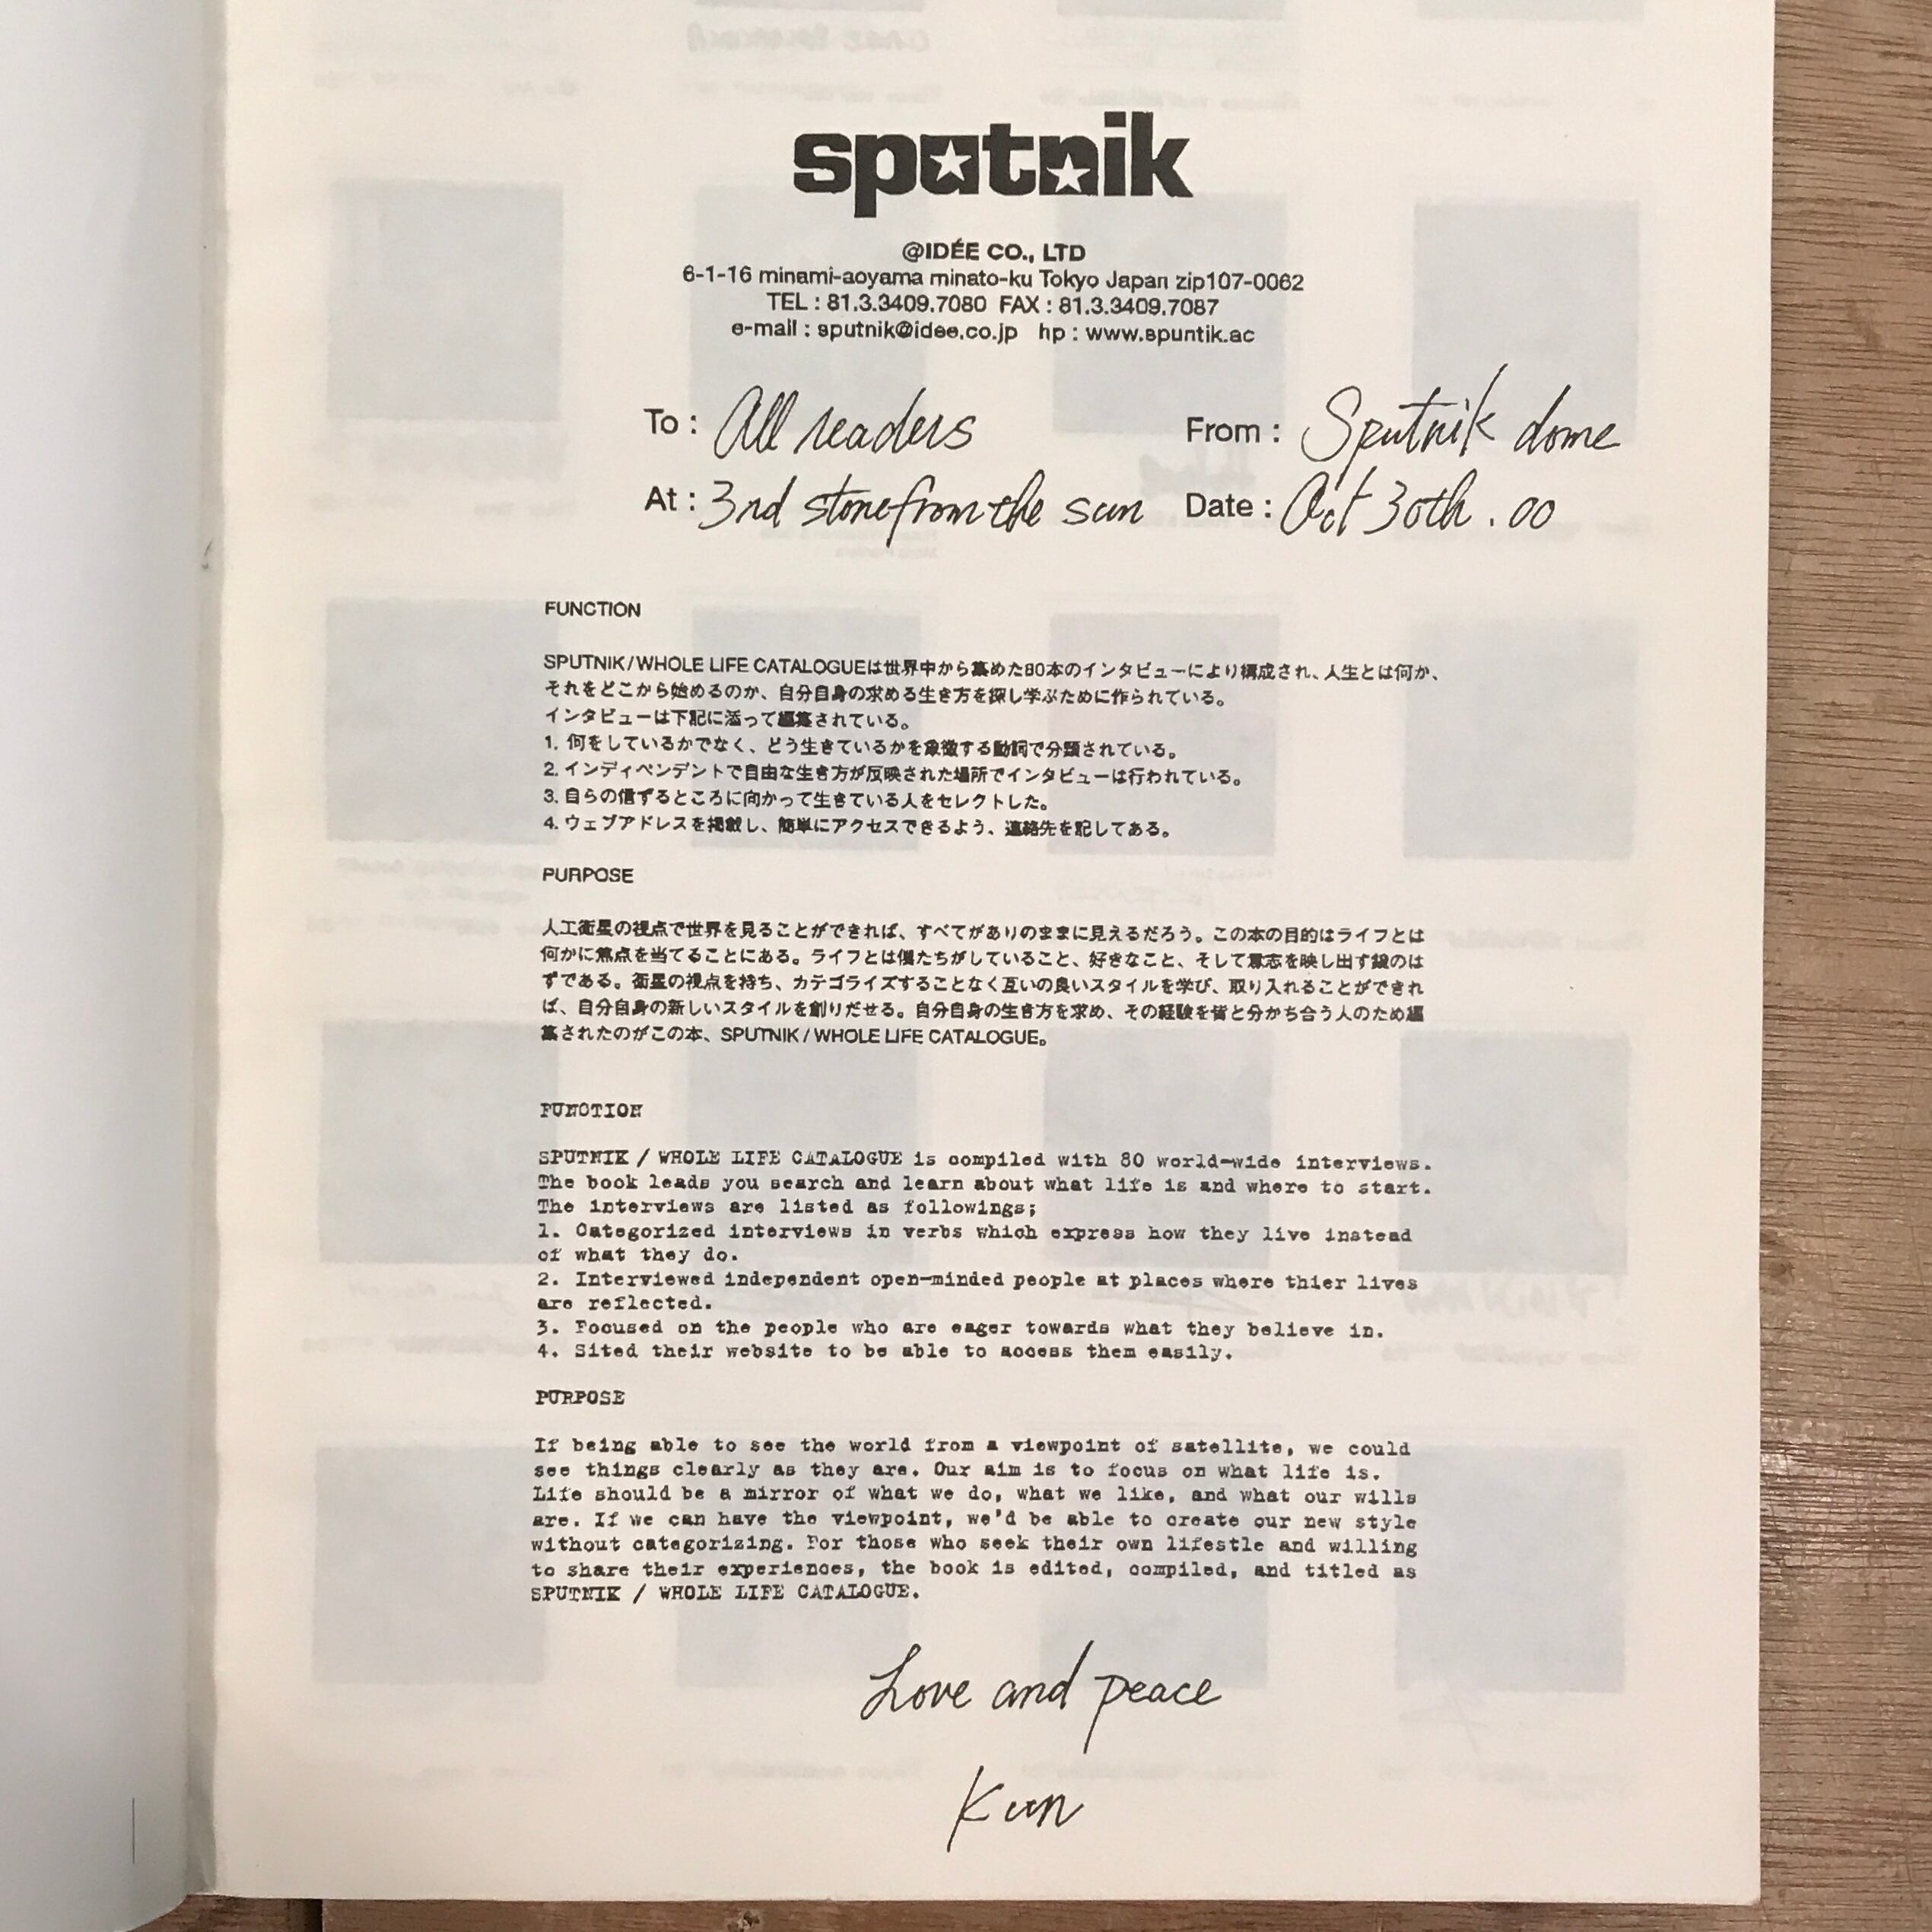 sputnik
@IDÉE CO., LTD
6-1-16 minami-aoyama minato-ku Tokyo Japan zip107-0062
TEL : 81.3.3409.7080 FAX : 81.3.3409.7087
e-mail : sputnik@idee.co.jp hp : www.spuntik.ac
To : All readers From : Sputnik dome
At : 3rd stone from the sun Date : Oct 30th . 00
FUNCTION
SPUTNIK/WHOLE LIFE CATALOGUEは世界中から集めた80本のインタビューにより構成され、人生とは何か、
それをどこから始めるのか、自分自身の求める生き方を探し学ぶために作られている。
インタビューは下記に添って編集されている。
1. 何をしているかでなく、どう生きているかを象徴する動詞で分類されている。
2. インディペンデントで自由な生き方が反映された場所でインタビューは行われている。
3. 自らの信ずるところに向かって生きている人をセレクトした。
4. ウェブアドレスを掲載し、簡単にアクセスできるよう、連絡先を記してある。
PURPOSE
人工衛星の視点で世界を見ることができれば、すべてがありのままに見えるだろう。この本の目的はライフとは
何かに焦点を当てることにある。ライフとは僕たちがしていること、好きなこと、そして意志を映し出す鏡のは
ずである。衛星の視点を持ち、カテゴライズすることなく互いの良いスタイルを学び、取り入れることができれ
ば、自分自身の新しいスタイルを創りだせる。自分自身の生き方を求め、その経験を皆と分かち合う人のため編
集されたのがこの本、SPUTNIK / WHOLE LIFE CATALOGUE。
FUNCTION
SPUTNIK / WHOLE LIFE CATALOGUE is compiled with 80 world-wide interviews.
The book leads you search and learn about what life is and where to start.
The interviews are listed as followings;
1. Categorized interviews in verbs which express how they live instead
of what they do.
2. Interviewed independent open-minded people at places where thier lives
are reflected.
3. Focused on the people who are eager towards what they believe in.
4. Sited their website to be able to access them easily.
PURPOSE
If being able to see the world from a viewpoint of satellite, we could
see things clearly as they are. Our aim is to focus on what life is.
Life should be a mirror of what we do, what we like, and what our wills
are. If we can have the viewpoint, we'd be able to create our new style
without categorizing. For those who seek their own lifestle and willing
to share their experiences, the book is edited, compiled, and titled as
SPUTNIK / WHOLE LIFE CATALOGUE.
Love and peace
Kun